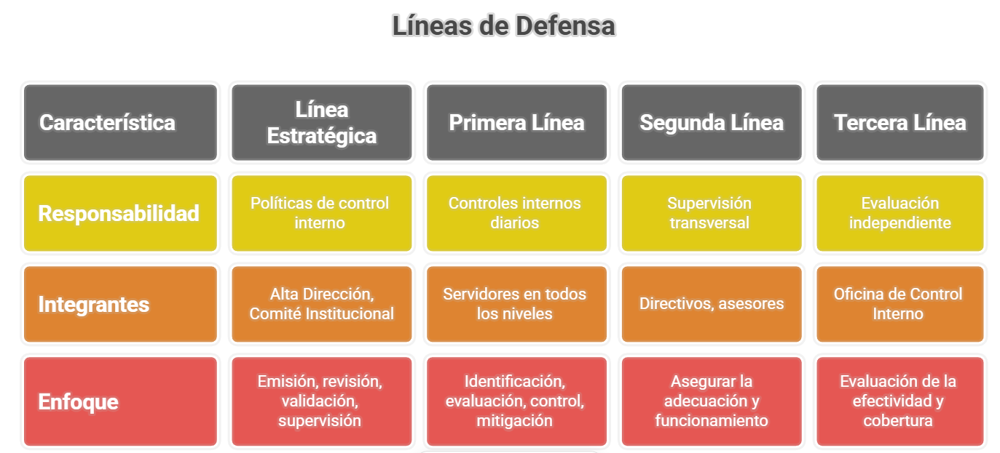 Líneas de Defensa
Característica
Línea
Estratégica
Primera Línea
Segunda Línea
Tercera Línea
Responsabilidad
Políticas de control
interno
Controles internos
diarios
Supervisión
transversal
Evaluación
independiente
Integrantes
Alta Dirección,
Comité Institucional
Servidores en todos
los niveles
Directivos, asesores
Oficina de Control
Interno
Enfoque
Emisión, revisión,
validación,
supervisión
Identificación,
evaluación, control,
mitigación
Asegurar la
adecuación y
funcionamiento
Evaluación de la
efectividad y
cobertura